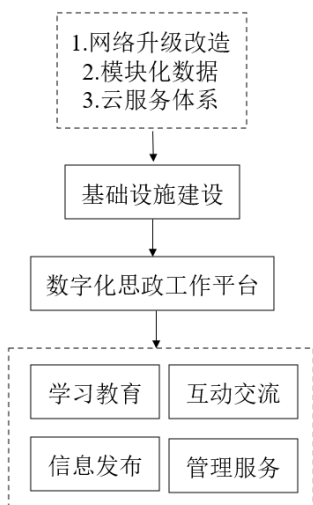 1.网络升级改造
2.模块化数据
3.云服务体系
基础设施建设
数字化思政工作平台
学习教育
互动交流
信息发布
管理服务